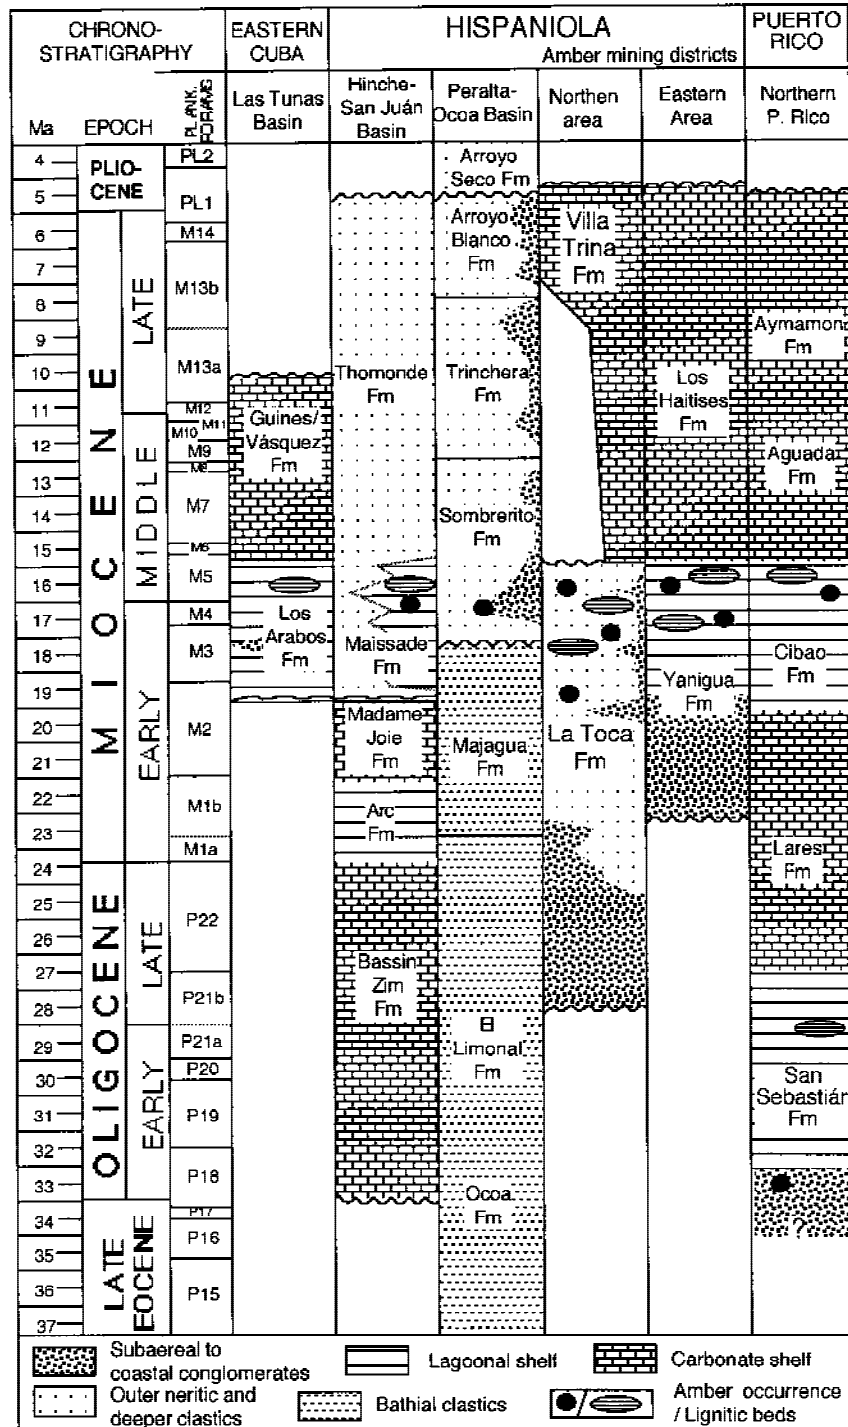 CHRONO-
STRATIGRAPHY
EASTERN
CUBA
HISPANIOLA
Amber mining districts
PUERTO
RICO
Ma
EPOCH
PLANK.
FORAMS
Las Tunas
Basin
Hinche-
San Juán
Basin
Peralta-
Ocoa Basin
Northen
area
Eastern
Area
Northern
P. Rico
4
5
6
7
8
9
10
11
12
13
14
15
16
17
18
19
20
21
22
23
24
25
26
27
28
29
30
31
32
33
34
35
36
37
PLIO-
CENE
MIOCENE
LATE
MIDDLE
EARLY
OLIGOCENE
LATE
EARLY
LATE
EOCENE
PL2
PL1
M14
M13b
M13a
M12
M11
M10
M9
M8
M7
M6
M5
M4
M3
M2
M1b
M1a
P22
P21b
P21a
P20
P19
P18
P17
P16
P15
Guines/
Vásquez
Fm
Los
Arabos
Fm
Thomonde
Fm
Maissade
Fm
Madame
Joie
Fm
Arc
Fm
Bassin
Zim
Fm
Arroyo
Seco Fm
Arroyo
Blanco
Fm
Trinchera
Fm
Sombrerito
Fm
Majagua
Fm
El
Limonal
Fm
Ocoa
Fm
Villa
Trina
Fm
La Toca
Fm
Los
Haitises
Fm
Yanigua
Fm
Aymamon
Fm
Aguada
Fm
Cibao
Fm
Lares
Fm
San
Sebastián
Fm
?
Subaereal to
coastal conglomerates
Lagoonal shelf
Carbonate shelf
Outer neritic and
deeper clastics
Bathial clastics
Amber occurrence
/ Lignitic beds